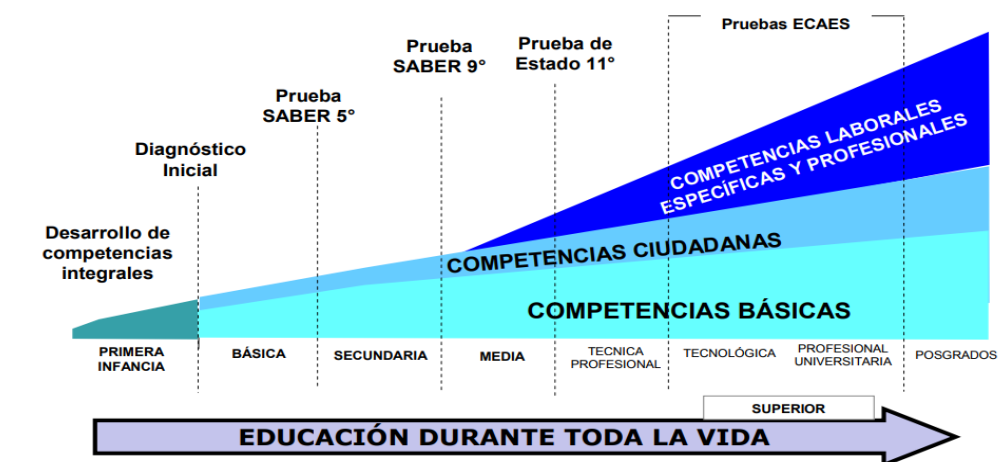 Pruebas ECAES
Prueba
SABER 9°
Prueba de
Estado 11°
Prueba
SABER 5°
Diagnóstico
Inicial
Desarrollo de
competencias
integrales
COMPETENCIAS LABORALES
ESPECÍFICAS Y PROFESIONALES
COMPETENCIAS CIUDADANAS
COMPETENCIAS BÁSICAS
PRIMERA
INFANCIA
BÁSICA
SECUNDARIA
MEDIA
TECNICA
PROFESIONAL
TECNOLÓGICA
PROFESIONAL
UNIVERSITARIA
POSGRADOS
SUPERIOR
EDUCACIÓN DURANTE TODA LA VIDA